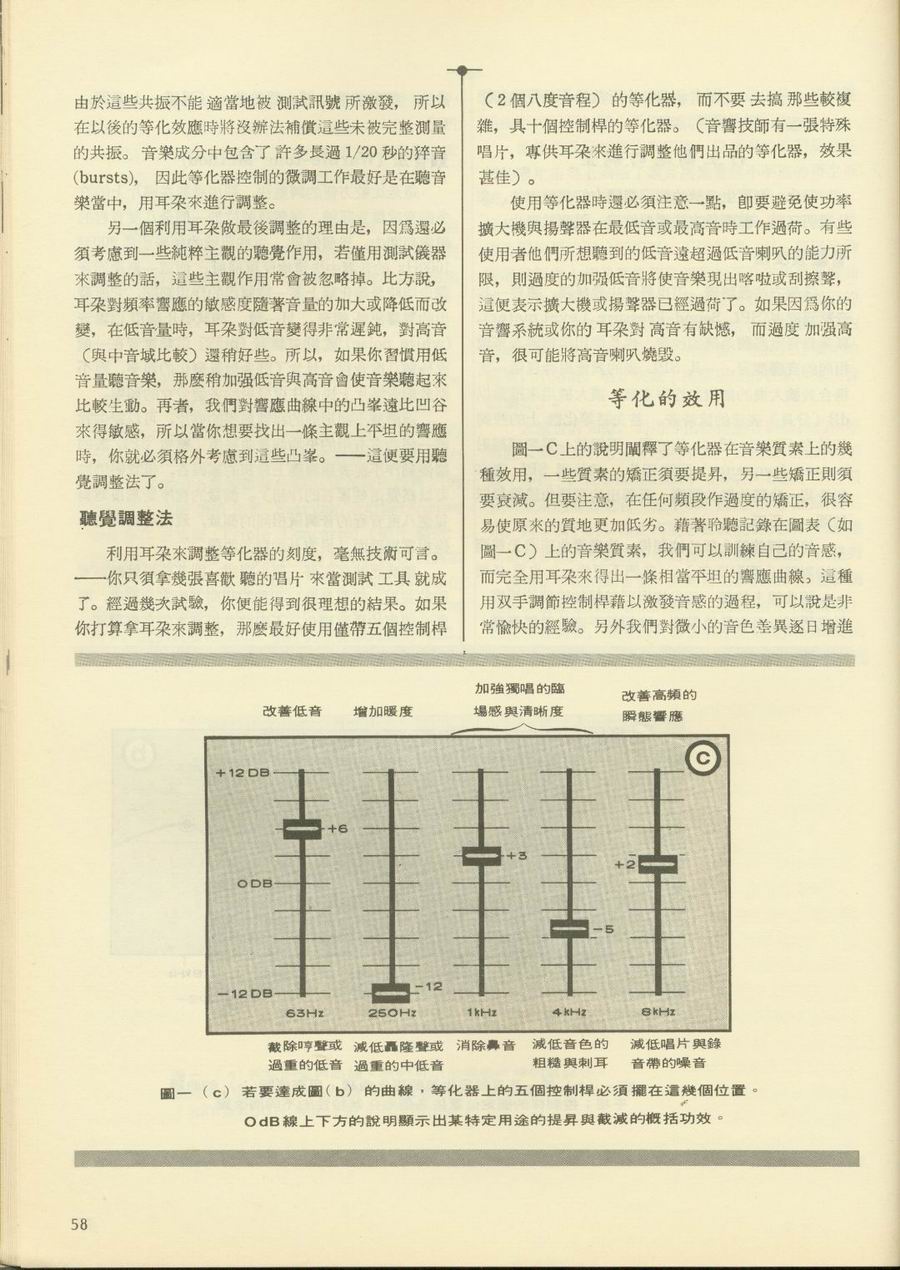 由於這些共振不能適當地被測試訊號所激發，所以
在以後的等化效應時將沒辦法補償這些未被完整測量
的共振。音樂成分中包含了許多長過1/20秒的猝音
(bursts)，因此等化器控制的微調工作最好是在聽音
樂當中，用耳朶來進行調整。
另一個利用耳朶做最後調整的理由是，因爲還必
須考慮到一些純粹主觀的聽覺作用，若僅用測試儀器
來調整的話，這些主觀作用常會被忽略掉。比方說，
耳朶對頻率響應的敏感度隨著音量的加大或降低而改
變，在低音量時，耳朶對低音變得非常遲鈍，對高音
（與中音域比較）還稍好些。所以，如果你習慣用低
音量聽音樂，那麼稍加强低音與高音會使音樂聽起來
比較生動。再者，我們對響應曲線中的凸峯遠比凹谷
來得敏感，所以當你想要找出一條主觀上平坦的響應
時，你就必須格外考慮到這些凸峯。——這便要用聽
覺調整法了。
聽覺調整法
利用耳朶來調整等化器的刻度，毫無技術可言。
——你只須拿幾張喜歡聽的唱片來當測試工具就成
了。經過幾次試驗，你便能得到很理想的結果。如果
你打算拿耳朶來調整，那麼最好使用僅帶五個控制桿
（2個八度音程）的等化器，而不要去搞那些較複
雜，具十個控制桿的等化器。（音響技師有一張特殊
唱片，專供耳朶來進行調整他們出品的等化器，效果
甚佳）。
使用等化器時還必須注意一點，卽要避免使功率
擴大機與揚聲器在最低音或最高音時工作過荷。有些
使用者他們所想聽到的低音遠超過低音喇叭的能力所
限，則過度的加强低音將使音樂現出喀啦或刮擦聲，
這便表示擴大機或揚聲器已經過荷了。如果因爲你的
音響系統或你的耳朶對高音有缺憾，而過度加强高
音，很可能將高音喇叭燒毀。
等化的效用
圖一C上的說明闡釋了等化器在音樂質素上的幾
種效用，一些質素的矯正須要提昇，另一些矯正則須
要衰減。但要注意，在任何頻段作過度的矯正，很容
易使原來的質地更加低劣。藉著聆聽記錄在圖表（如
圖一C）上的音樂質素，我們可以訓練自己的音感，
而完全用耳朶來得出一條相當平坦的響應曲線。這種
用双手調節控制桿藉以激發音感的過程，可以說是非
常愉快的經驗。另外我們對微小的音色差異逐日增進
改善低音
增加暖度
加強獨唱的臨
場感與清晰度
改善高頻的
瞬態響應
C
+12DB
+6
+3
+2
0DB
-5
-12
-12DB
63Hz 250Hz 1kHz 4kHz 8kHz
截除哼聲或
過重的低音
減低轟隆聲或
過重的中低音
消除鼻音
減低音色的
粗糙與刺耳
減低唱片與錄
音帶的噪音
圖一（c）若要達成圖(b）的曲線，等化器上的五個控制桿必須擺在這幾個位置。
0dB線上下方的說明顯示出某特定用途的提昇與截減的概括功效。
58